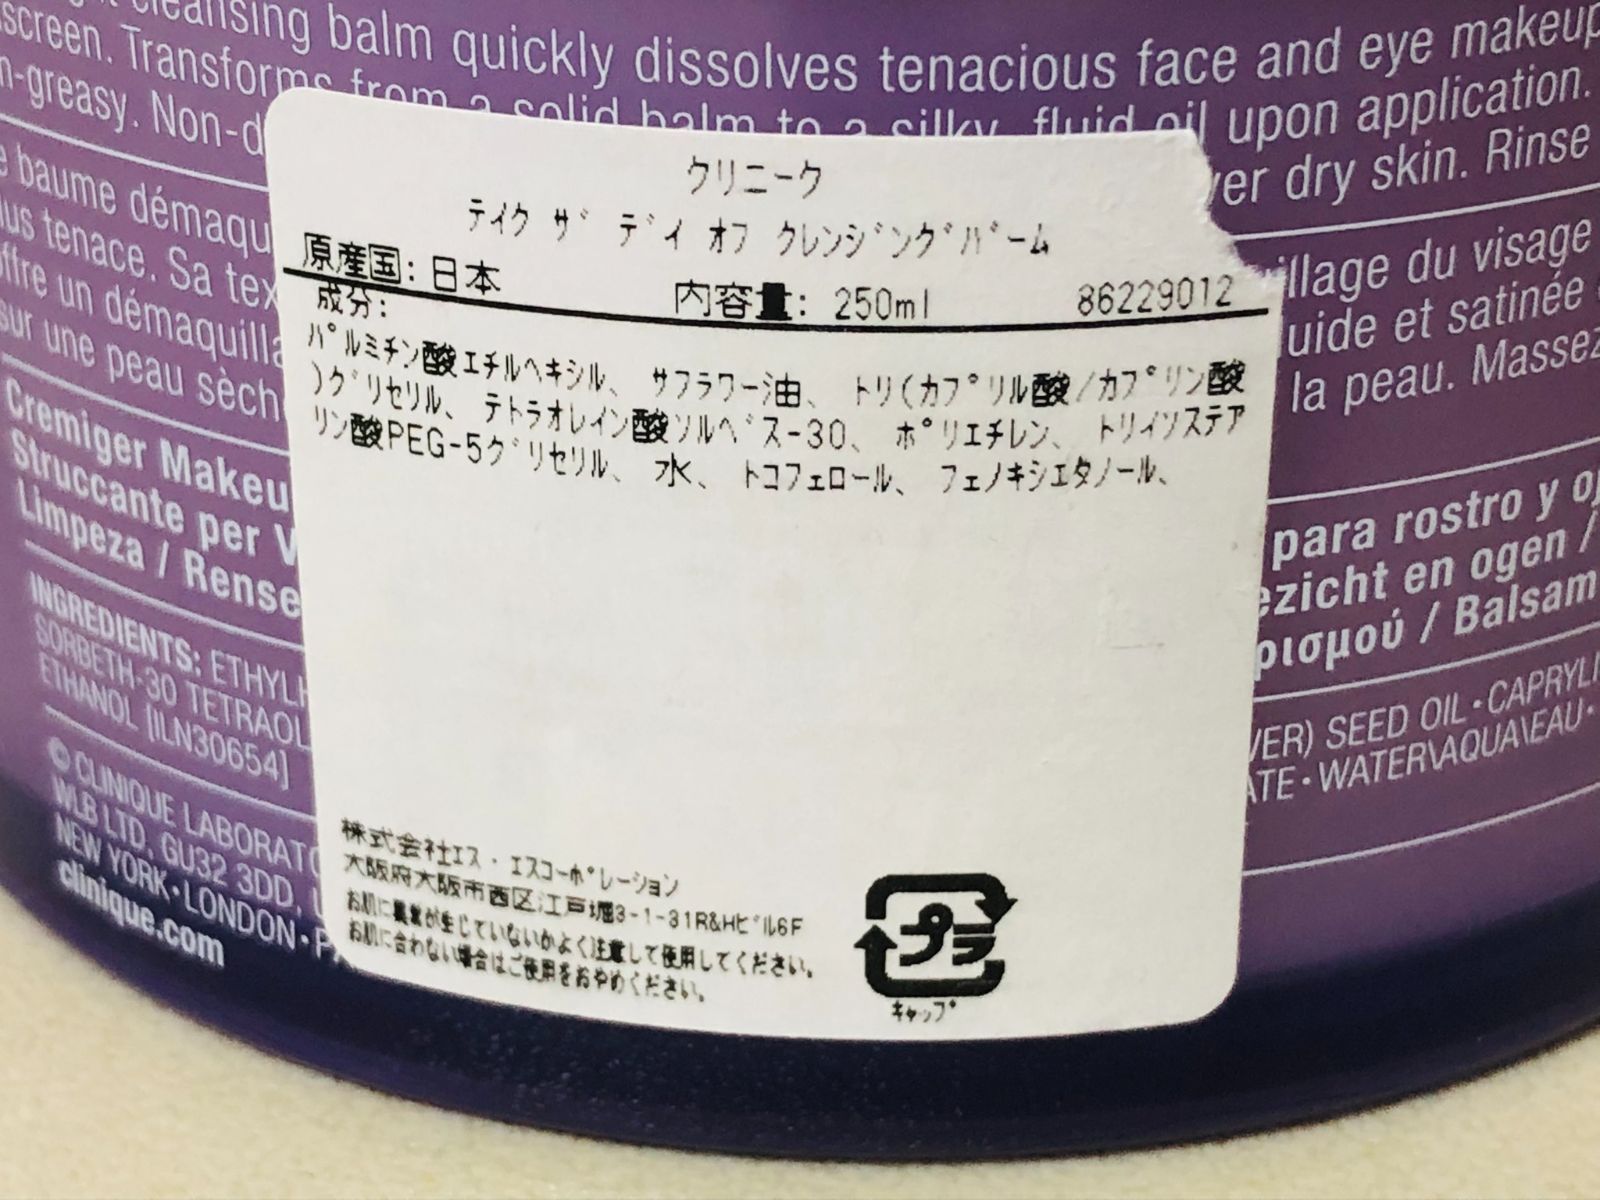 cleansing balm quickly dissolves tenacious face and eye makeup
screen. Transforms from a solid balm to a silky, fluid oil upon application.
n-greasy. Non-d
ver dry skin. Rinse
baume démaqu
illage du visage
lus tenace. Sa tex
uide et satinée
offre un démaquilla
la peau. Massez
sur une peau sèch
Cremiger Makeu
para rostro y oj
Struccante per V
ezicht en ogen /
Limpeza / Rense
ρισμού / Balsam
INGREDIENTS: ETHYLH
VER) SEED OIL • CAPRYLI
SORBETH-30 TETRAOL
ATE • WATER\AQUA\EAU •
ETHANOL [ILN30654]
© CLINIQUE LABORATO
WLB LTD, GU32 3DD,
NEW YORK • LONDON • PA
clinique.com
クリニーク
テイク ザ デイ オフ クレンジングバーム
原産国: 日本 内容量: 250ml 86229012
成分:
パルミチン酸エチルヘキシル、 サフラワー油、 トリ(カプリル酸/カプリン酸
)グリセリル、 テトラオレイン酸ソルベス-30、 ポリエチレン、 トリイソステア
リン酸PEG-5グリセリル、 水、 トコフェロール、 フェノキシエタノール、
株式会社エス・エスコーポレーション
大阪府大阪市西区江戸堀3-1-31R&Hビル6F
お肌に異常が生じていないかよく注意して使用してください。
お肌に合わない場合はご使用をおやめください。
プラ
キャップ